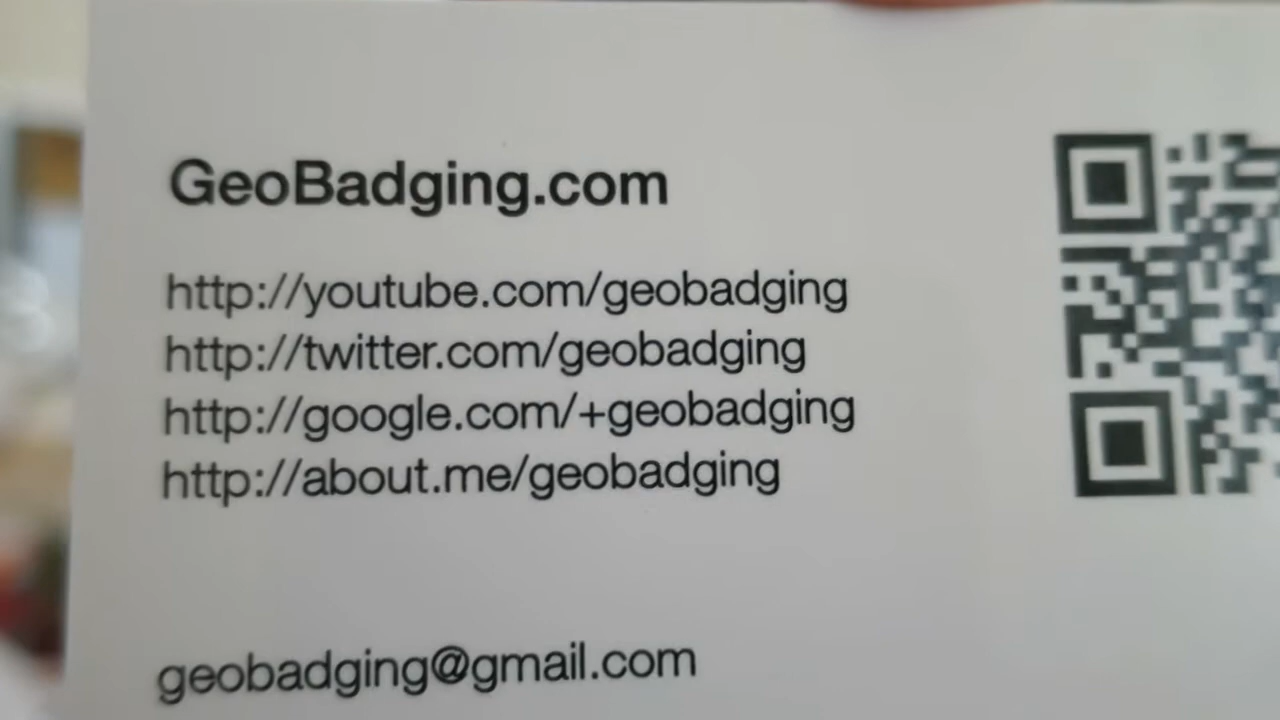 GeoBadging.com
http://youtube.com/geobadging
http://twitter.com/geobadging
http://google.com/+geobadging
http://about.me/geobadging
geobadging@gmail.com